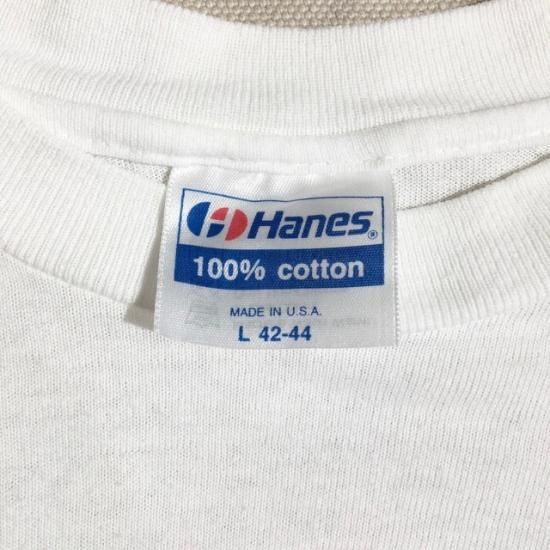 Hanes®
100% cotton
MADE IN U.S.A.
L 42-44